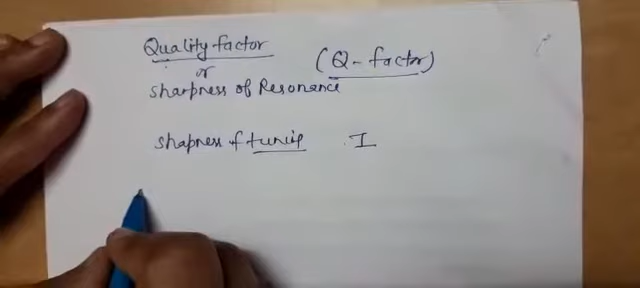 Quality factor (Q - factor)
or
sharpness of Resonance
shapness of tunig I